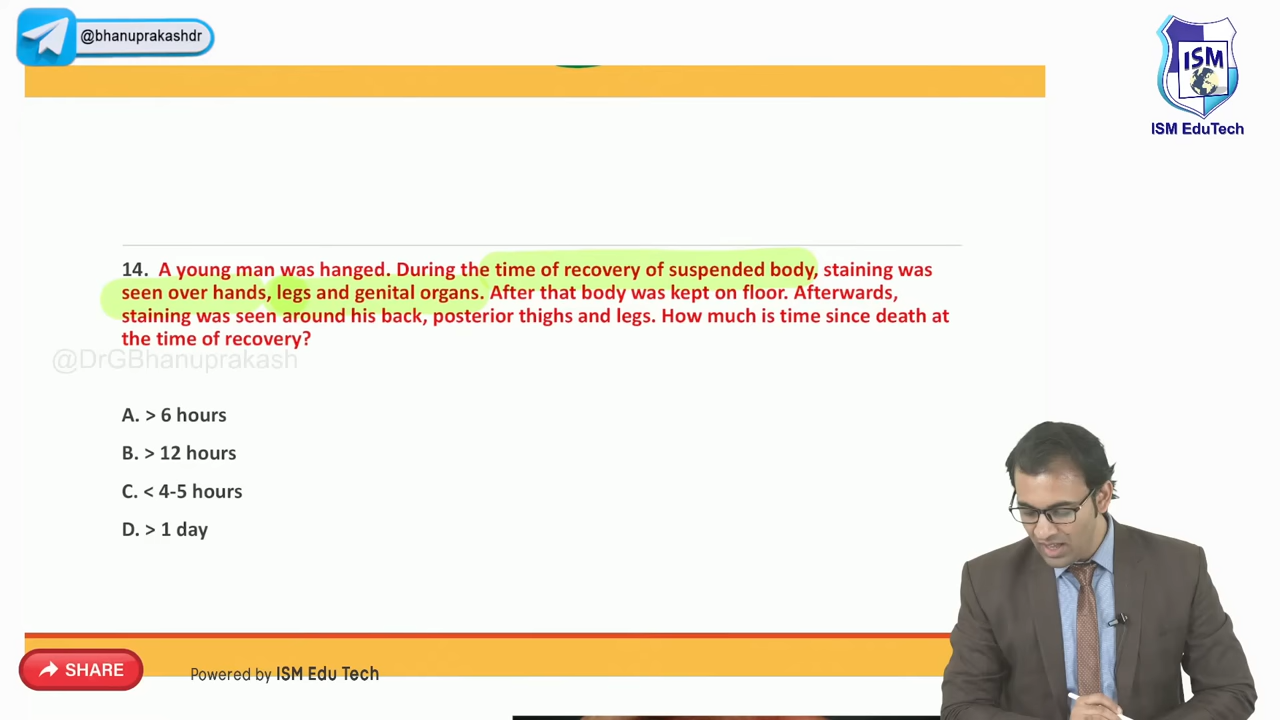 @bhanuprakashdr
ISM
ISM EduTech
14. A young man was hanged. During the time of recovery of suspended body, staining was
seen over hands, legs and genital organs. After that body was kept on floor. Afterwards,
staining was seen around his back, posterior thighs and legs. How much is time since death at
the time of recovery?
@DrGBhanuprakash
A. > 6 hours
B. > 12 hours
C. < 4-5 hours
D. > 1 day
SHARE
Powered by ISM Edu Tech